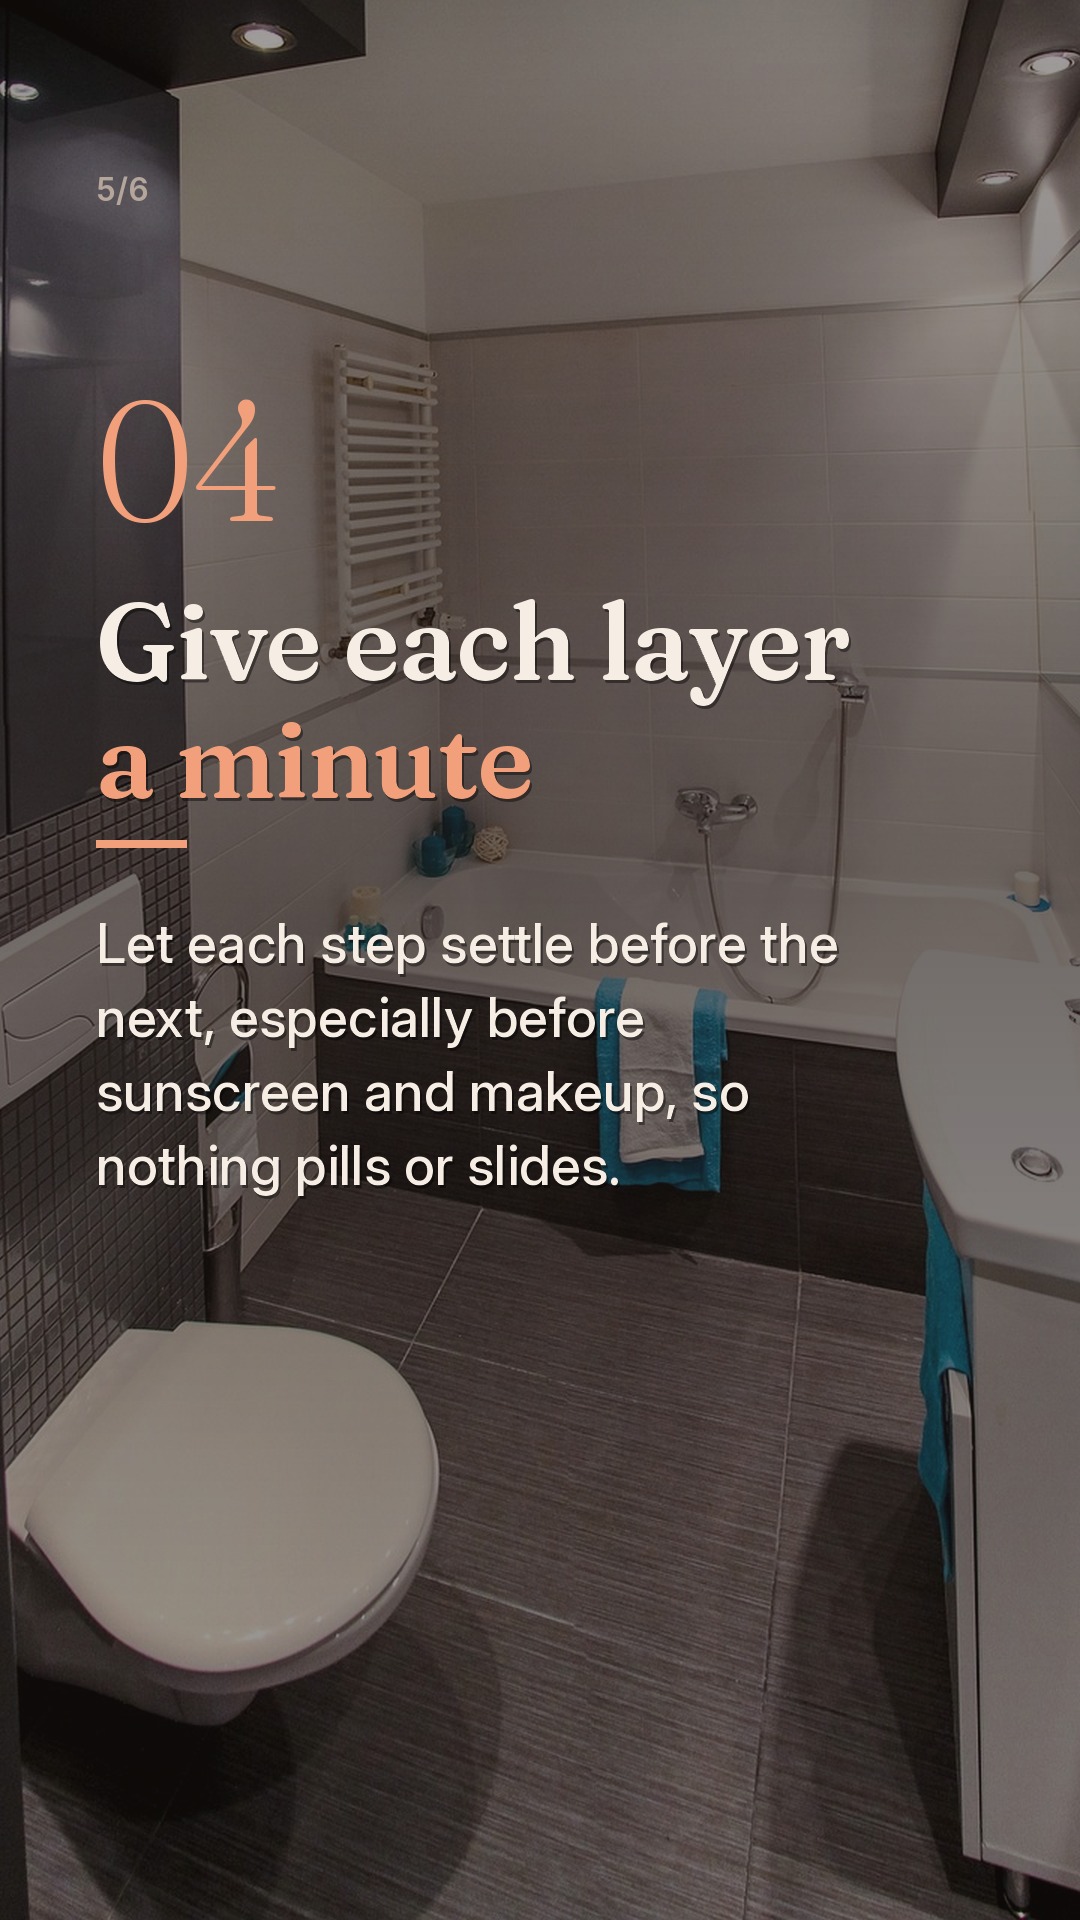 5/6
04
Give each layer
a minute
Let each step settle before the
next, especially before
sunscreen and makeup, so
nothing pills or slides.